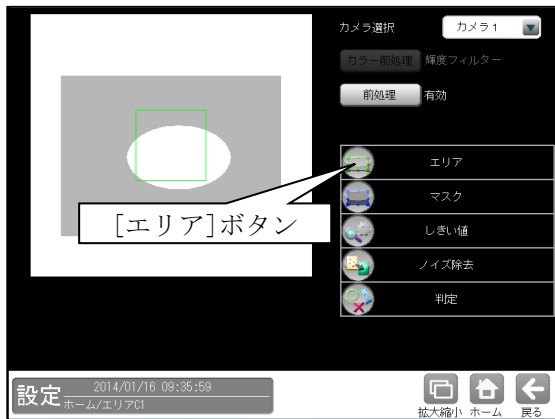 カメラ選択 カメラ1
カラー前処理 輝度フィルター
前処理 有効
エリア
マスク
[エリア]ボタン
しきい値
ノイズ除去
判定
設定 2014/01/16 09:35:59
ホーム/エリア01
拡大縮小 ホーム 戻る